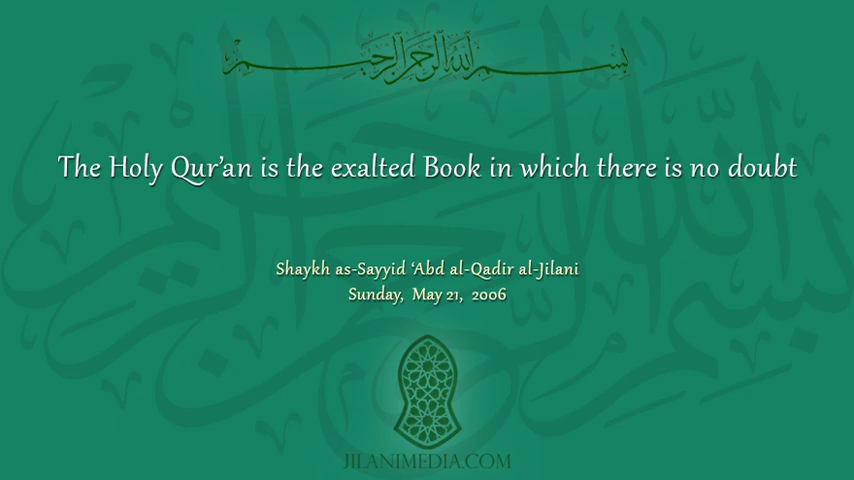 بسم الله الرحمن الرحيم
The Holy Qur’an is the exalted Book in which there is no doubt
Shaykh as-Sayyid ‘Abd al-Qadir al-Jilani
Sunday, May 21, 2006
JILANIMEDIA.COM